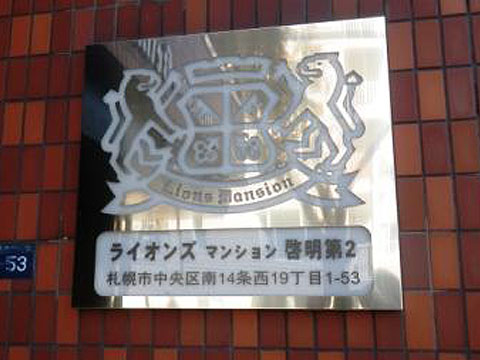 Lions Mansion
ライオンズ マンション 啓明第2
札幌市中央区南14条西19丁目1-53
53